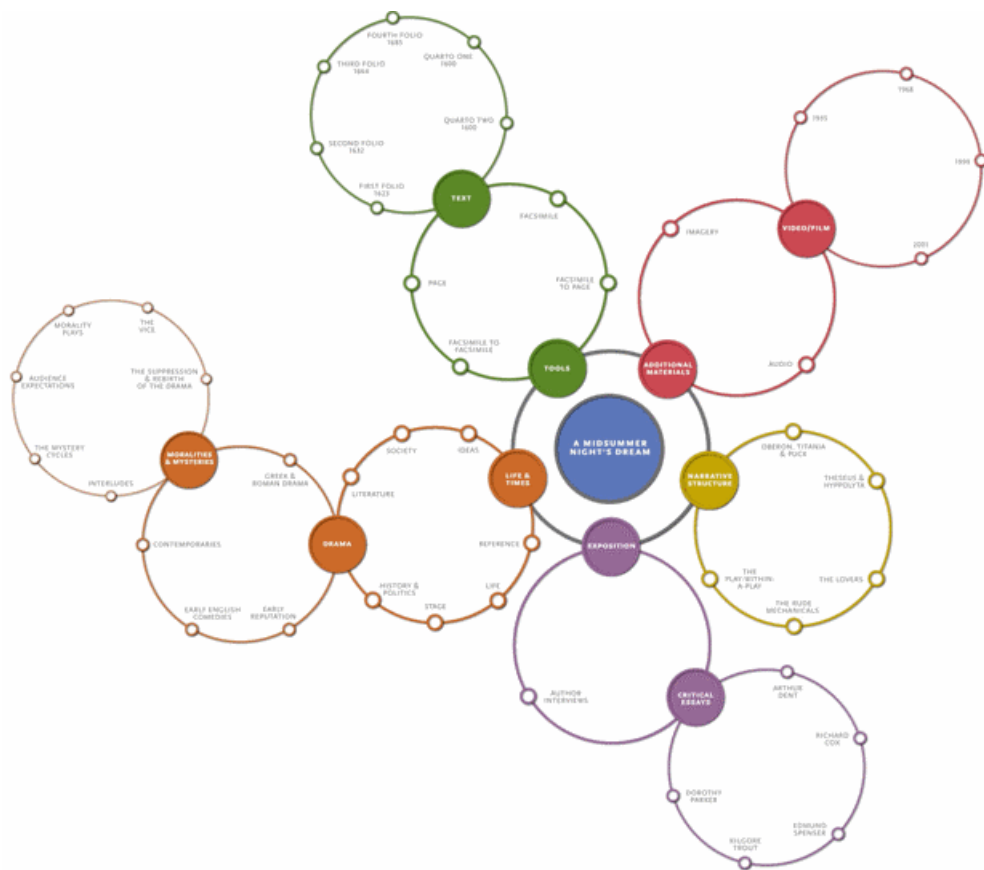 FOURTH FOLIO
1685
QUARTO ONE
1600
THIRD FOLIO
1664
QUARTO TWO
1600
SECOND FOLIO
1632
FIRST FOLIO
1623
TEXT
FACSIMILE
PAGE
FACSIMILE
TO PAGE
FACSIMILE TO
FACSIMILE
TOOLS
1968
1935
1999
2001
VIDEO/FILM
IMAGERY
AUDIO
ADDITIONAL
MATERIALS
A MIDSUMMER
NIGHT'S DREAM
MORALITY
PLAYS
THE
VICE
AUDIENCE
EXPECTATIONS
THE SUPPRESSION
& REBIRTH
OF THE DRAMA
THE MYSTERY
CYCLES
INTERLUDES
MORALITIES
& MYSTERIES
GREEK &
ROMAN DRAMA
CONTEMPORARIES
EARLY ENGLISH
COMEDIES
EARLY
REPUTATION
DRAMA
SOCIETY
IDEAS
LITERATURE
LIFE &
TIMES
REFERENCE
HISTORY &
POLITICS
STAGE
LIFE
NARRATIVE
STRUCTURE
OBERON, TITANIA
& PUCK
THESEUS &
HYPPOLYTA
THE LOVERS
THE
PLAY-WITHIN-
A-PLAY
THE RUDE
MECHANICALS
EXPOSITION
AUTHOR
INTERVIEWS
CRITICAL
ESSAYS
ARTHUR
DENT
RICHARD
COX
DOROTHY
PARKER
EDMUND
SPENSER
KILGORE
TROUT